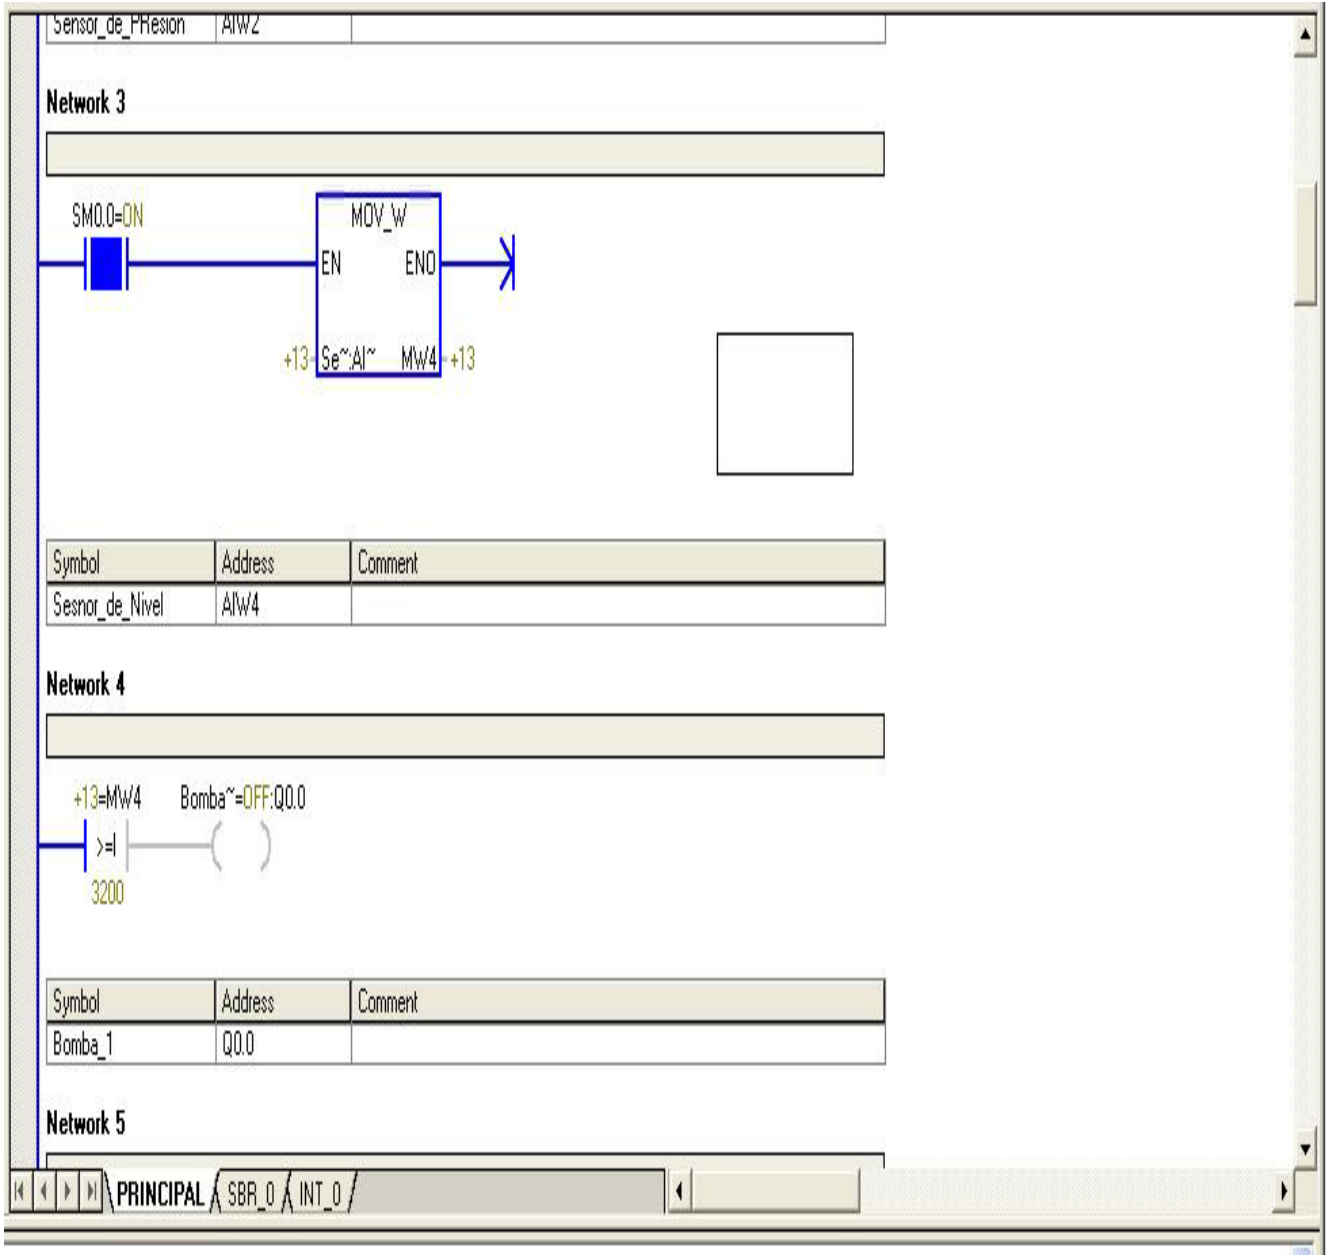 Sensor_de_PResion AIW2
Network 3
SM0.0=ON
MOV_W
EN ENO
+13 Se~:AI~ MW4 +13
Symbol Address Comment
Sesnor_de_Nivel AIW4
Network 4
+13=MW4 Bomba~=OFF:Q0.0
>=I
3200
Symbol Address Comment
Bomba_1 Q0.0
Network 5
PRINCIPAL SBR_0 INT_0